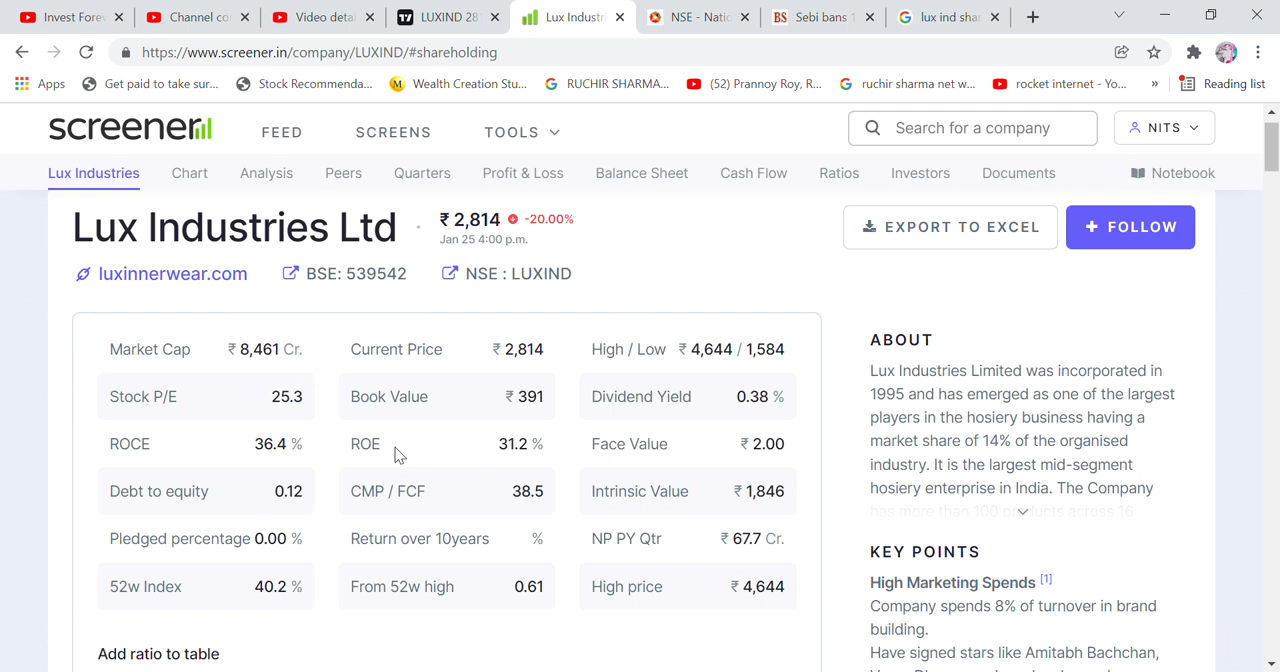 Invest Fore
Channel co
Video detai
LUXIND 28
Lux Industri
NSE - Natio
Sebi bans 1
lux ind shar
https://www.screener.in/company/LUXIND/#shareholding
Apps
Get paid to take sur...
Stock Recommenda...
Wealth Creation Stu...
RUCHIR SHARMA...
(52) Prannoy Roy, R...
ruchir sharma net w...
rocket internet - Yo...
»
Reading list
screener
FEED
SCREENS
TOOLS
Search for a company
NITS
Lux Industries
Chart
Analysis
Peers
Quarters
Profit & Loss
Balance Sheet
Cash Flow
Ratios
Investors
Documents
Notebook
Lux Industries Ltd
₹ 2,814 -20.00%
Jan 25 4:00 p.m.
EXPORT TO EXCEL
FOLLOW
luxinnerwear.com
BSE: 539542
NSE : LUXIND
Market Cap ₹ 8,461 Cr.
Current Price ₹ 2,814
High / Low ₹ 4,644 / 1,584
Stock P/E 25.3
Book Value ₹ 391
Dividend Yield 0.38 %
ROCE 36.4 %
ROE 31.2 %
Face Value ₹ 2.00
Debt to equity 0.12
CMP / FCF 38.5
Intrinsic Value ₹ 1,846
Pledged percentage 0.00 %
Return over 10years %
NP PY Qtr ₹ 67.7 Cr.
52w Index 40.2 %
From 52w high 0.61
High price ₹ 4,644
Add ratio to table
ABOUT
Lux Industries Limited was incorporated in
1995 and has emerged as one of the largest
players in the hosiery business having a
market share of 14% of the organised
industry. It is the largest mid-segment
hosiery enterprise in India. The Company
has more than 100 products across 16
KEY POINTS
High Marketing Spends [1]
Company spends 8% of turnover in brand
building.
Have signed stars like Amitabh Bachchan,